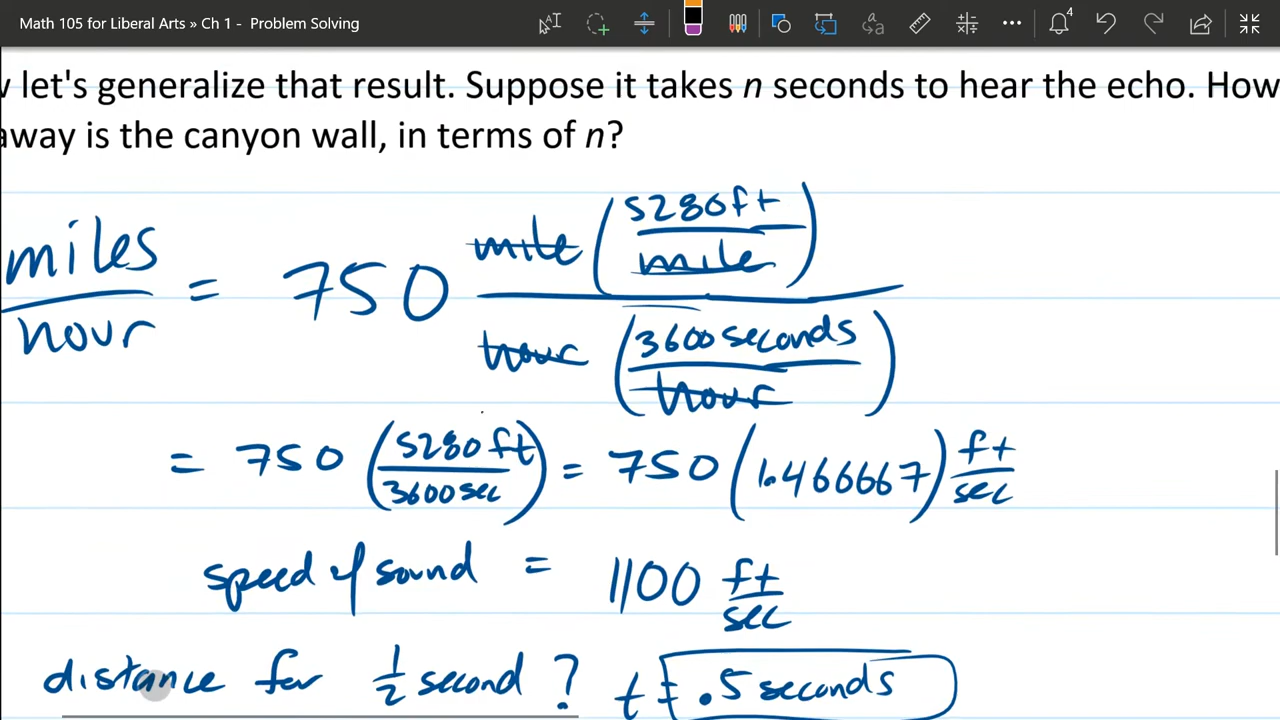 Math 105 for Liberal Arts » Ch 1 - Problem Solving
4
let's generalize that result. Suppose it takes n seconds to hear the echo. How
away is the canyon wall, in terms of n?
miles/hour = 750 mile (5280ft/mile) / hour (3600 seconds/hour)
= 750 (5280 ft/3600 sec) = 750 (1.466667) ft/sec
speed of sound = 1100 ft/sec
distance for 1/2 second? t = .5 seconds